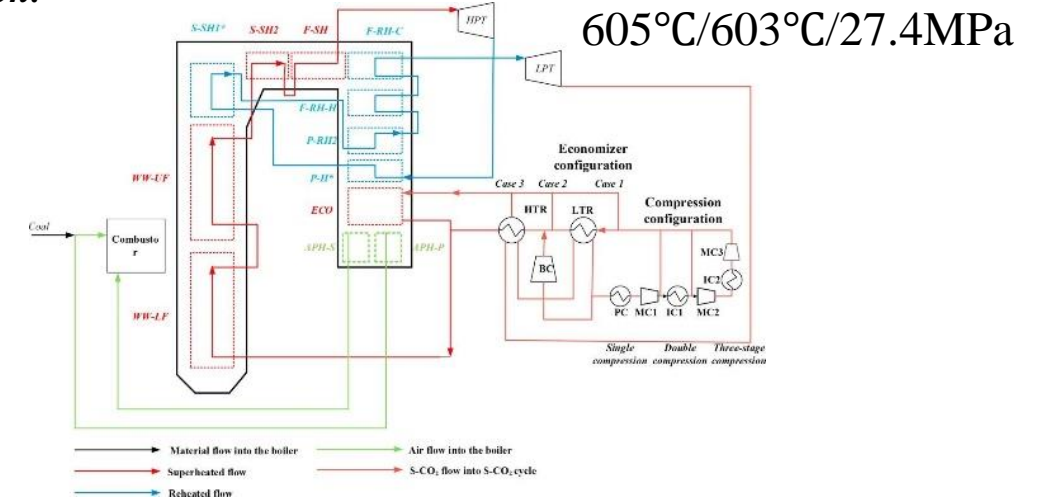 605℃/603℃/27.4MPa
S-SH1*
S-SH2
F-SH
F-RH-C
HPT
LPT
F-RH-H
P-RH2
P-H*
WW-UF
ECO
Economizer
configuration
Case 3
Case 2
Case 1
HTR
LTR
Compression
configuration
Coal
Combusto
r
APH-S
APH-P
BC
MC3
IC2
PC
MC1
IC1
MC2
WW-LF
Single
compression
Double
compression
Three-stage
compression
Material flow into the boiler
Air flow into the boiler
Superheated flow
S-CO₂ flow into S-CO₂ cycle
Reheated flow